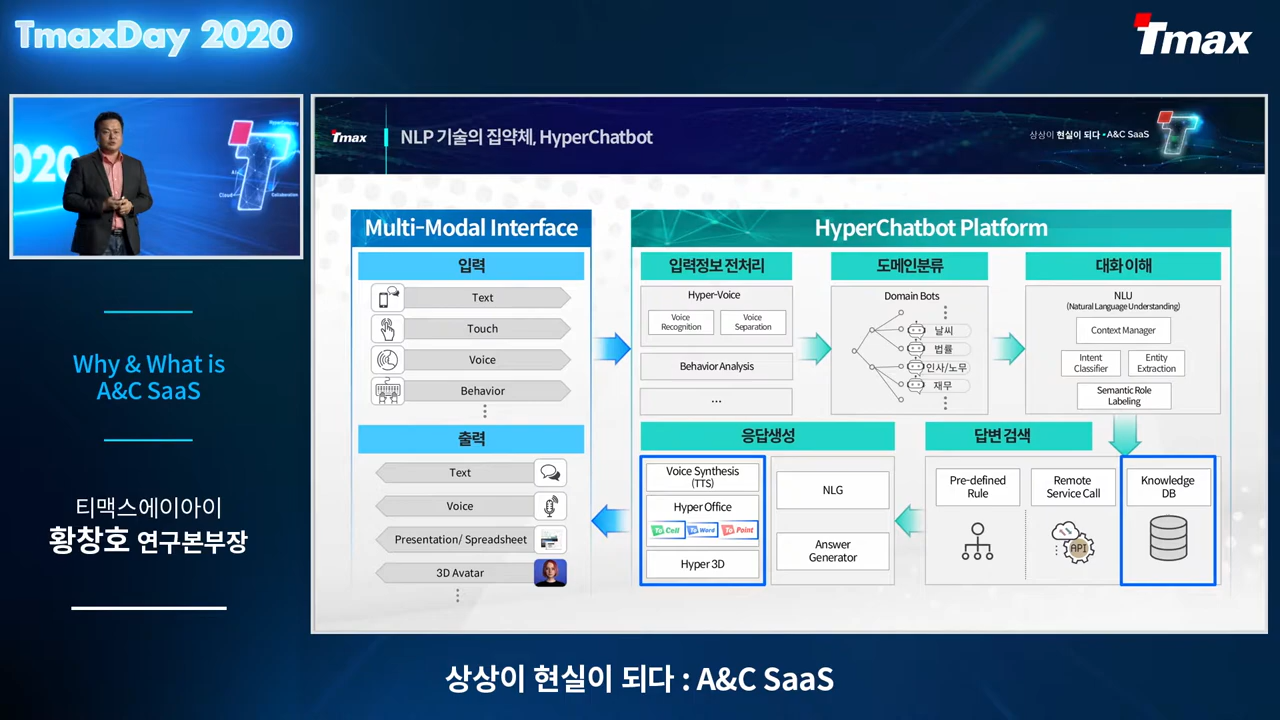 TmaxDay 2020
Tmax
2020
Cloud
Why & What is
A&C SaaS
티맥스에이아이
황창호 연구본부장
Tmax
NLP 기술의 집약체, HyperChatbot
상상이 현실이 되다 • A&C SaaS
Multi-Modal Interface
입력
Text
Touch
Voice
Behavior
출력
Text
Voice
Presentation/ Spreadsheet
3D Avatar
HyperChatbot Platform
입력정보 전처리
Hyper-Voice
Voice
Recognition
Voice
Separation
Behavior Analysis
...
도메인분류
Domain Bots
날씨
법률
인사/노무
재무
대화 이해
NLU
(Natural Language Understanding)
Context Manager
Intent
Classifier
Entity
Extraction
Semantic Role
Labeling
응답생성
Voice Synthesis
(TTS)
Hyper Office
To Cell
To Word
To Point
Hyper 3D
NLG
Answer
Generator
답변 검색
Pre-defined
Rule
Remote
Service Call
API
Knowledge
DB
상상이 현실이 되다 : A&C SaaS